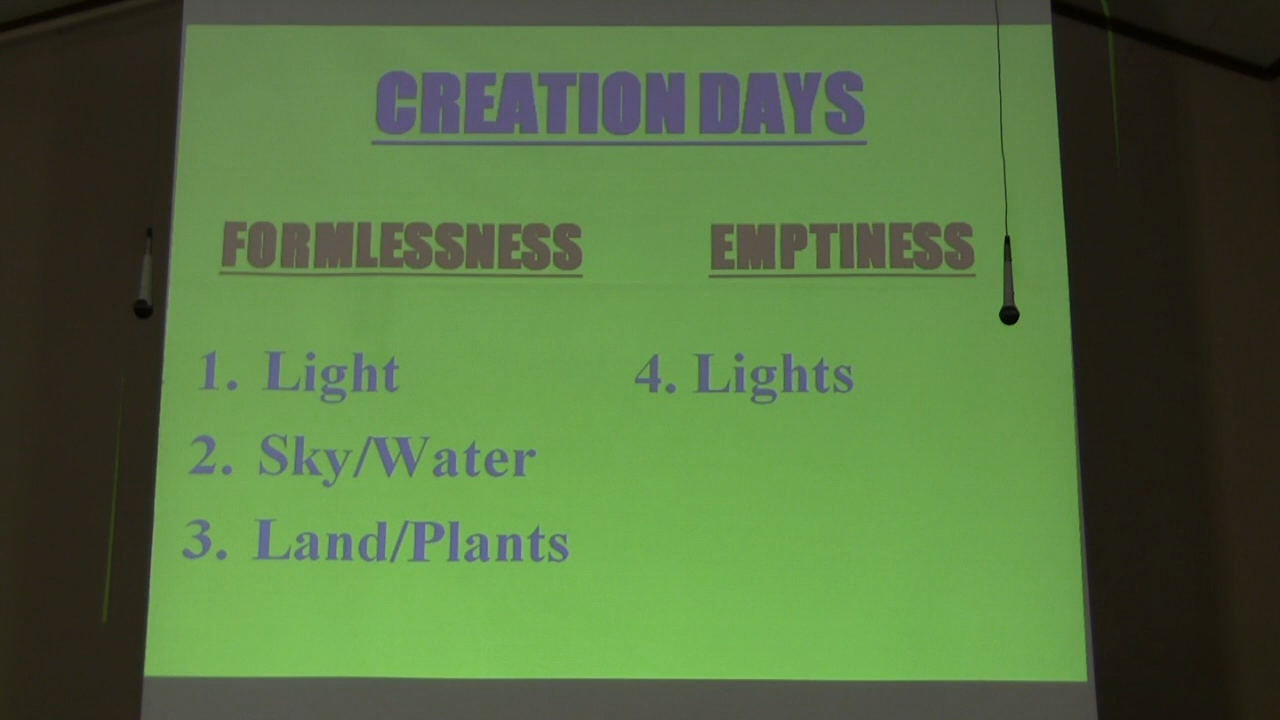 CREATION DAYS
FORMLESSNESS
EMPTINESS
1. Light
2. Sky/Water
3. Land/Plants
4. Lights